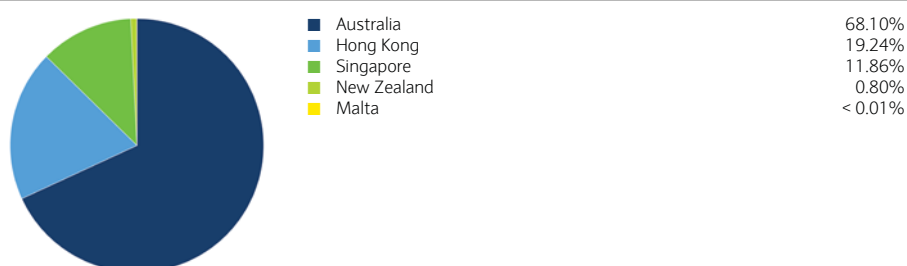 Australia 68.10%
Hong Kong 19.24%
Singapore 11.86%
New Zealand 0.80%
Malta < 0.01%